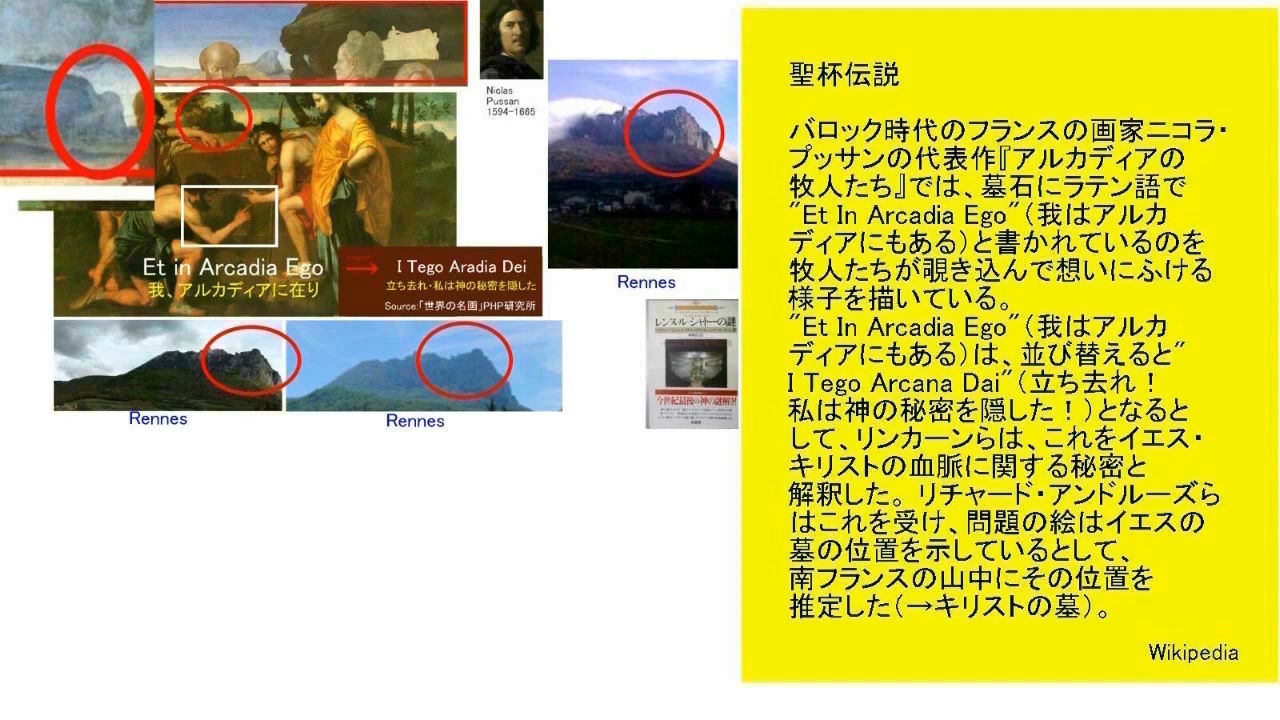 Niclas
Pussan
1594-1665
Et in Arcadia Ego
我、アルカディアに在り
I Tego Aradia Dei
立ち去れ・私は神の秘密を隠した
Source:「世界の名画」PHP研究所
Rennes
Rennes
Rennes
レンヌル・シャトーの謎
今世紀最後の神の謎解き!
聖杯伝説
バロック時代のフランスの画家ニコラ・
プッサンの代表作『アルカディアの
牧人たち』では、墓石にラテン語で
"Et In Arcadia Ego"(我はアルカ
ディアにもある)と書かれているのを
牧人たちが覗き込んで想いにふける
様子を描いている。
"Et In Arcadia Ego"(我はアルカ
ディアにもある)は、並び替えると"
I Tego Arcana Dai"(立ち去れ!
私は神の秘密を隠した!)となると
して、リンカーンらは、これをイエス・
キリストの血脈に関する秘密と
解釈した。リチャード・アンドルーズら
はこれを受け、問題の絵はイエスの
墓の位置を示しているとして、
南フランスの山中にその位置を
推定した(→キリストの墓)。
Wikipedia